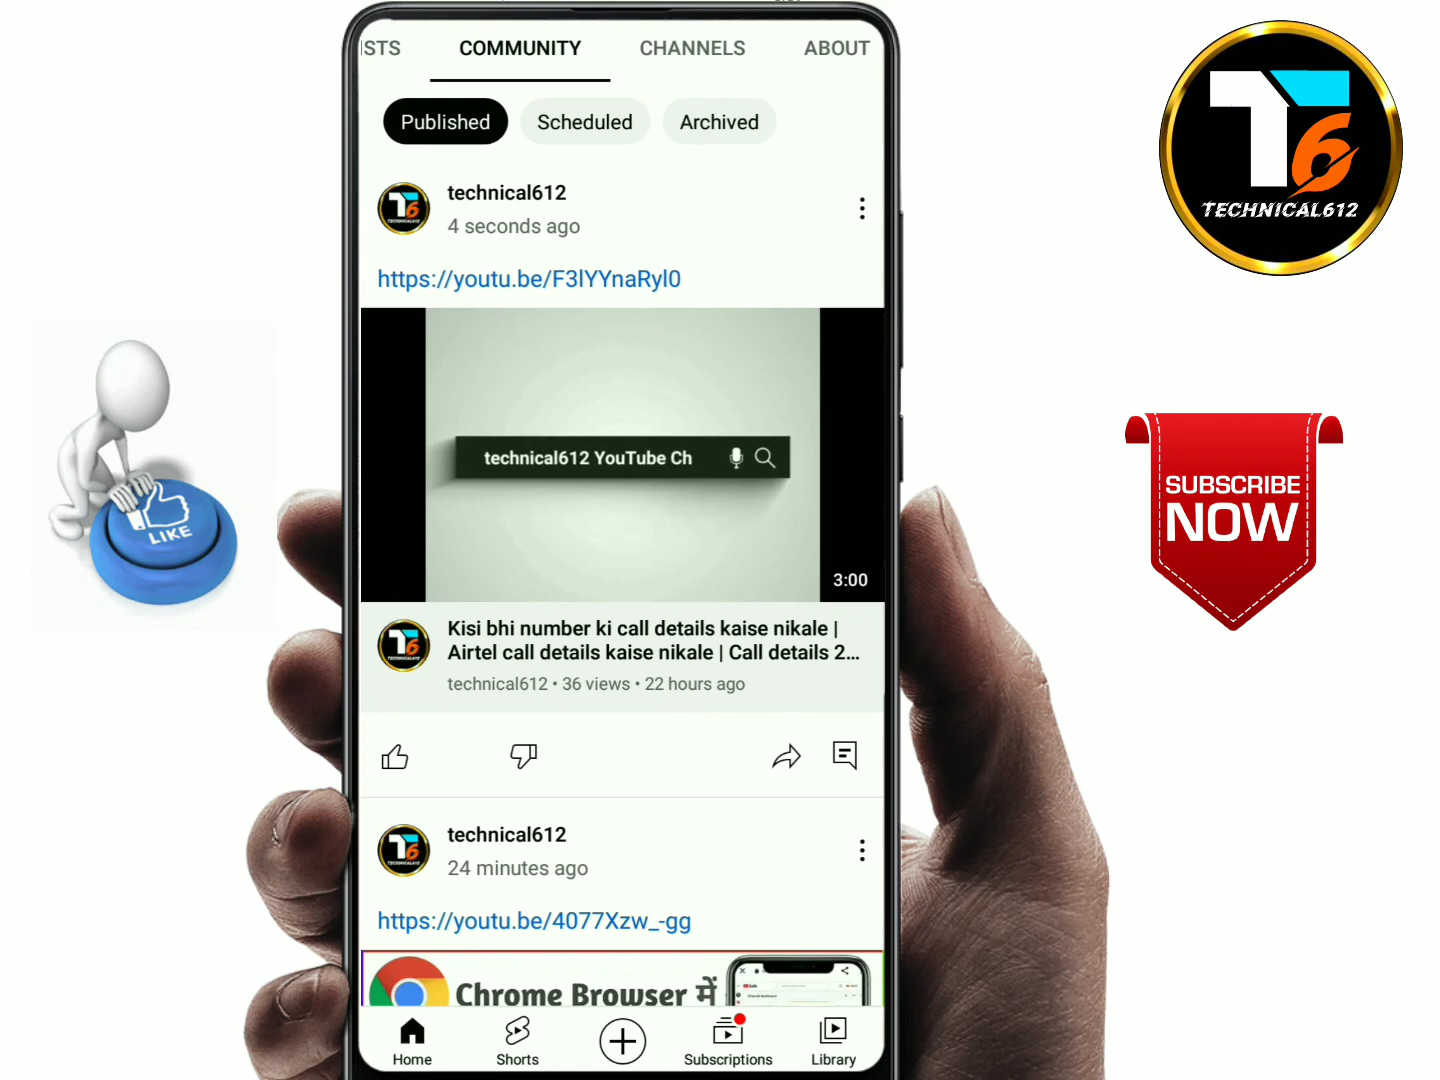 ISTS
COMMUNITY
CHANNELS
ABOUT
Published
Scheduled
Archived
technical612
4 seconds ago
https://youtu.be/F3lYYnaRyl0
technical612 YouTube Ch
3:00
Kisi bhi number ki call details kaise nikale |
Airtel call details kaise nikale | Call details 2...
technical612 • 36 views • 22 hours ago
technical612
24 minutes ago
https://youtu.be/4077Xzw_-gg
Chrome Browser में
Home
Shorts
Subscriptions
Library
LIKE
T6
TECHNICAL612
SUBSCRIBE
NOW